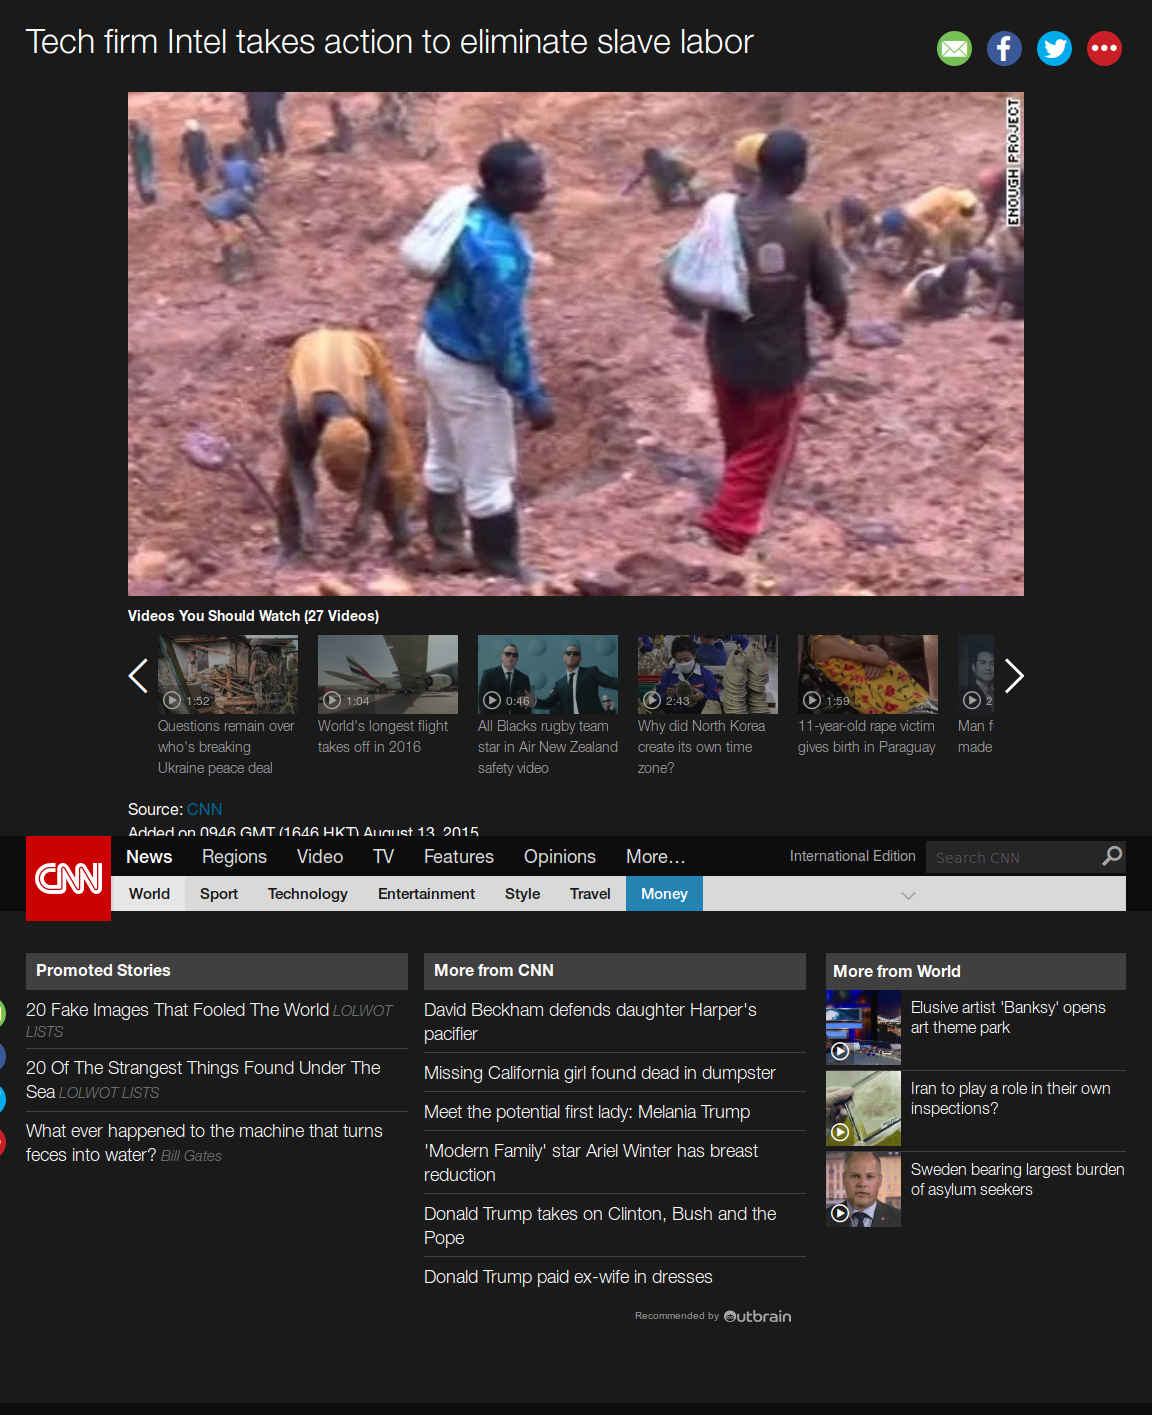 Tech firm Intel takes action to eliminate slave labor
ENOUGH PROJECT
Videos You Should Watch (27 Videos)
1:52
1:04
0:46
2:43
1:59
2
Questions remain over
who's breaking
Ukraine peace deal
World's longest flight
takes off in 2016
All Blacks rugby team
star in Air New Zealand
safety video
Why did North Korea
create its own time
zone?
11-year-old rape victim
gives birth in Paraguay
Man f
made
Source: CNN
Added on 0946 GMT (1646 HKT) August 13, 2015
CNN
News Regions Video TV Features Opinions More...
International Edition
Search CNN
World Sport Technology Entertainment Style Travel Money
Promoted Stories
20 Fake Images That Fooled The World LOLWOT
LISTS
20 Of The Strangest Things Found Under The
Sea LOLWOT LISTS
What ever happened to the machine that turns
feces into water? Bill Gates
More from CNN
David Beckham defends daughter Harper's
pacifier
Missing California girl found dead in dumpster
Meet the potential first lady: Melania Trump
'Modern Family' star Ariel Winter has breast
reduction
Donald Trump takes on Clinton, Bush and the
Pope
Donald Trump paid ex-wife in dresses
Recommended by Outbrain
More from World
Elusive artist 'Banksy' opens
art theme park
Iran to play a role in their own
inspections?
Sweden bearing largest burden
of asylum seekers